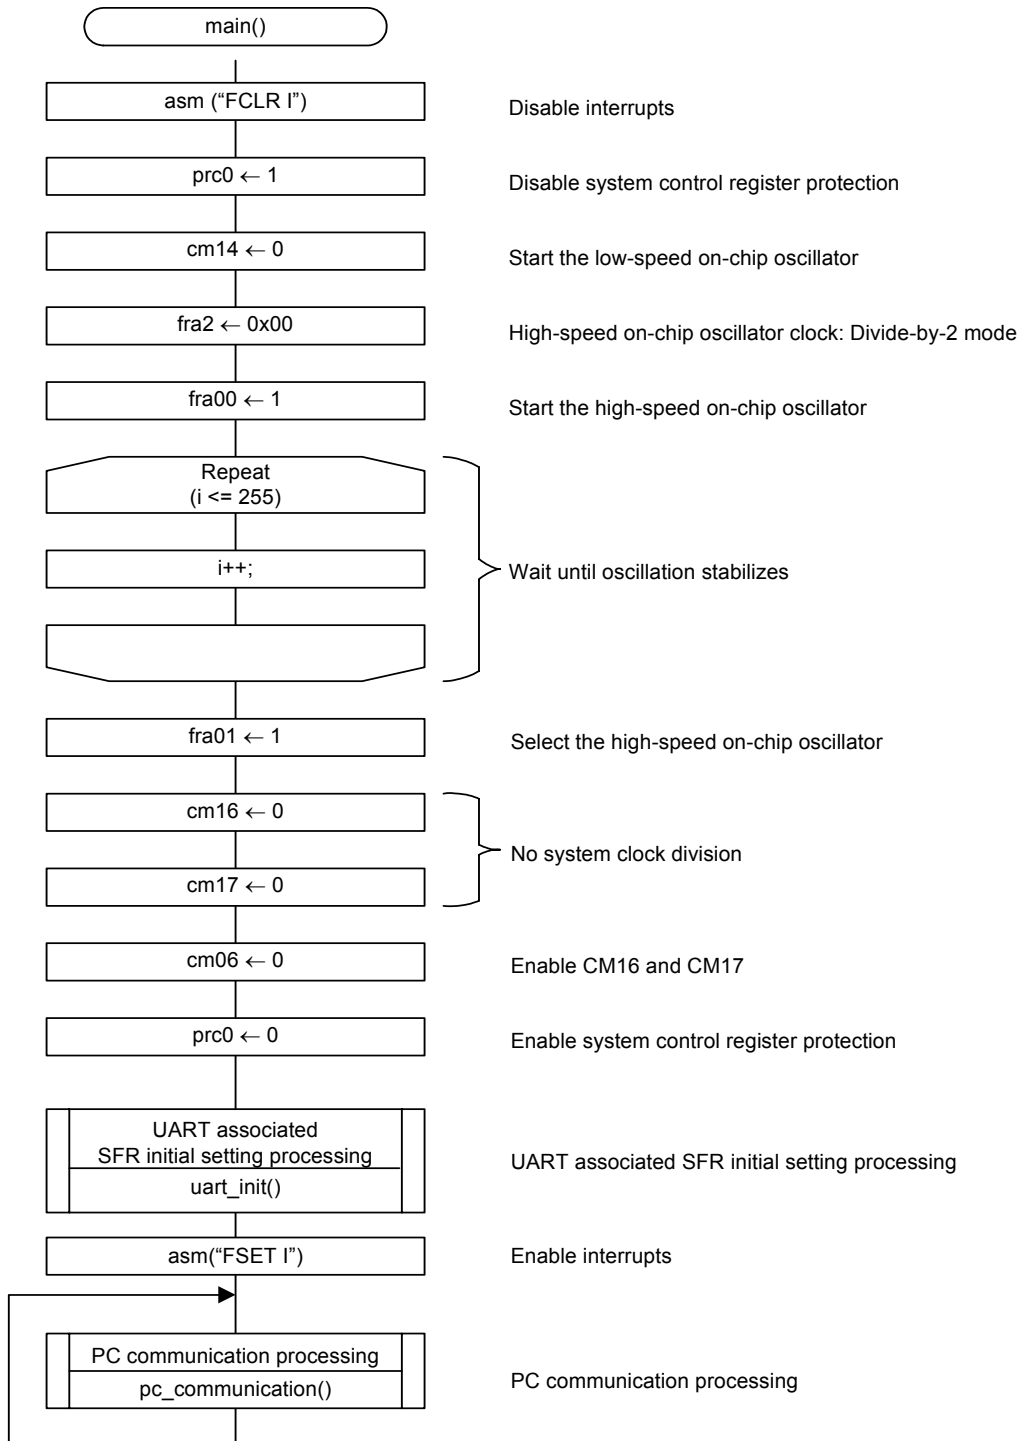 main()
asm (“FCLR I”)
Disable interrupts
prc0 ← 1
Disable system control register protection
cm14 ← 0
Start the low-speed on-chip oscillator
fra2 ← 0x00
High-speed on-chip oscillator clock: Divide-by-2 mode
fra00 ← 1
Start the high-speed on-chip oscillator
Repeat
(i <= 255)
i++;
Wait until oscillation stabilizes
fra01 ← 1
Select the high-speed on-chip oscillator
cm16 ← 0
No system clock division
cm17 ← 0
cm06 ← 0
Enable CM16 and CM17
prc0 ← 0
Enable system control register protection
UART associated
SFR initial setting processing
uart_init()
UART associated SFR initial setting processing
asm(“FSET I”)
Enable interrupts
PC communication processing
pc_communication()
PC communication processing